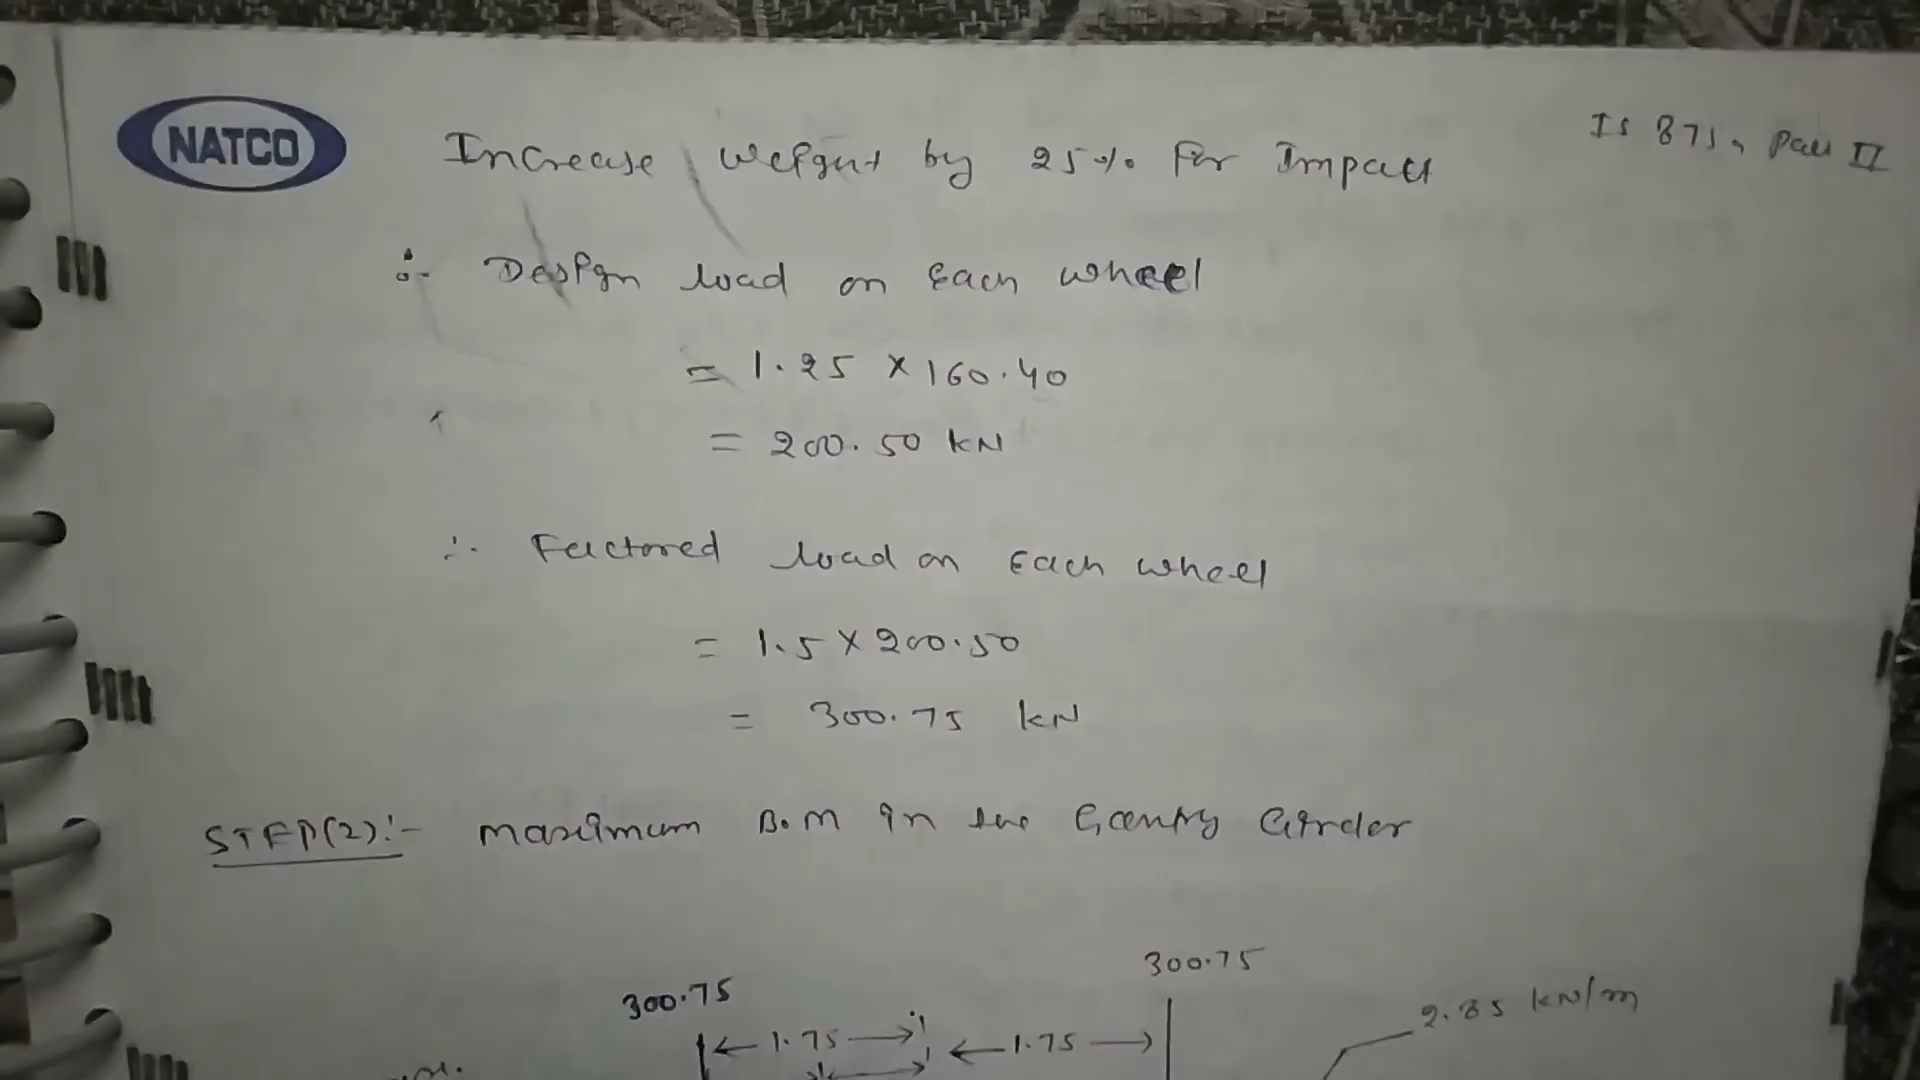 NATCO
Increase Weight by 25% for Impact
IS 875, Part II
∴ Design load on Each wheel
= 1.25 × 160.40
= 200.50 kN
∴ Factored load on Each wheel
= 1.5 × 200.50
= 300.75 kN
STEP(2):- Maximum B.M in the Gantry Girder
300.75
300.75
2.85 kN/m
1.75
1.75